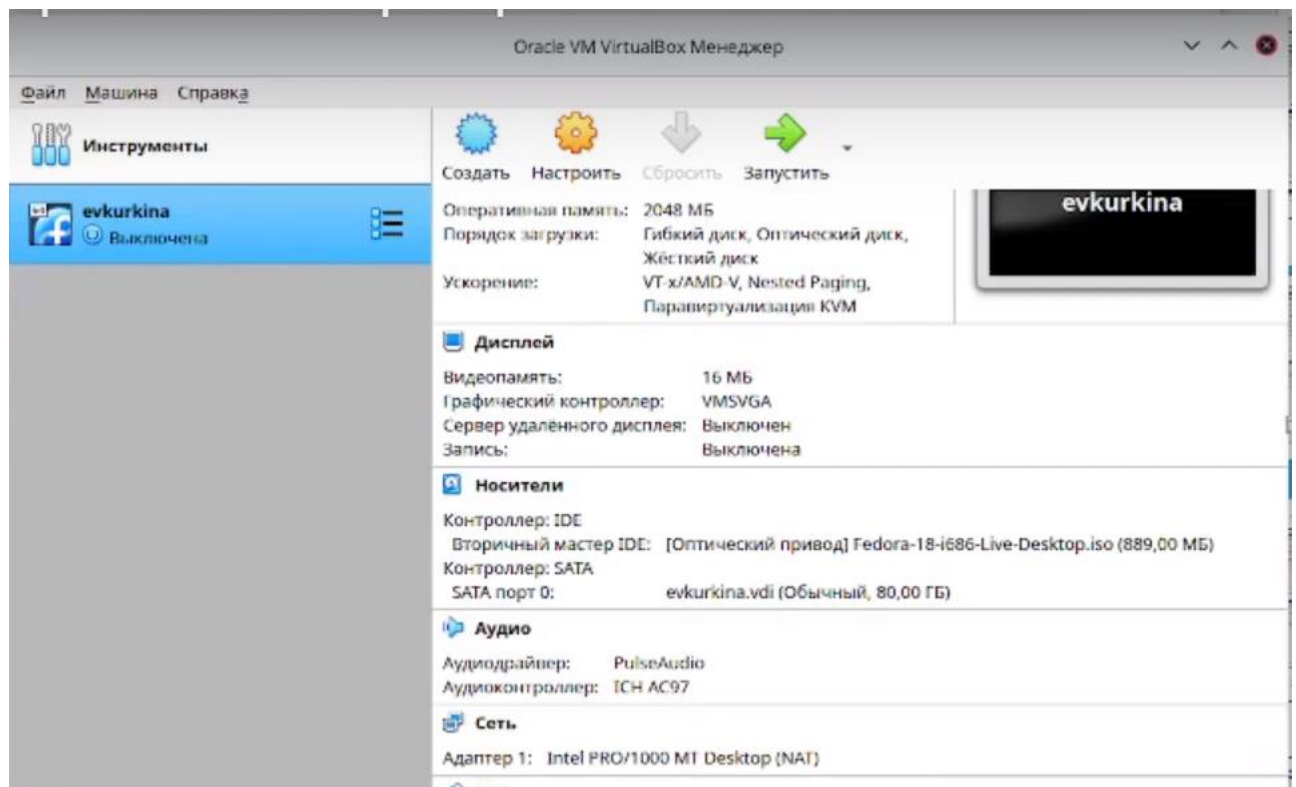 Oracle VM VirtualBox Менеджер
Файл Машина Справка
Инструменты
Создать Настроить Сбросить Запустить
evkurkina
Выключена
Оперативная память: 2048 МБ
Порядок загрузки: Гибкий диск, Оптический диск,
Жёсткий диск
Ускорение: VT-x/AMD-V, Nested Paging,
Паравиртуализация KVM
evkurkina
Дисплей
Видеопамять: 16 МБ
Графический контроллер: VMSVGA
Сервер удалённого дисплея: Выключен
Запись: Выключена
Носители
Контроллер: IDE
Вторичный мастер IDE: [Оптический привод] Fedora-18-i686-Live-Desktop.iso (889,00 МБ)
Контроллер: SATA
SATA порт 0: evkurkina.vdi (Обычный, 80,00 ГБ)
Аудио
Аудиодрайвер: PulseAudio
Аудиоконтроллер: ICH AC97
Сеть
Адаптер 1: Intel PRO/1000 MT Desktop (NAT)